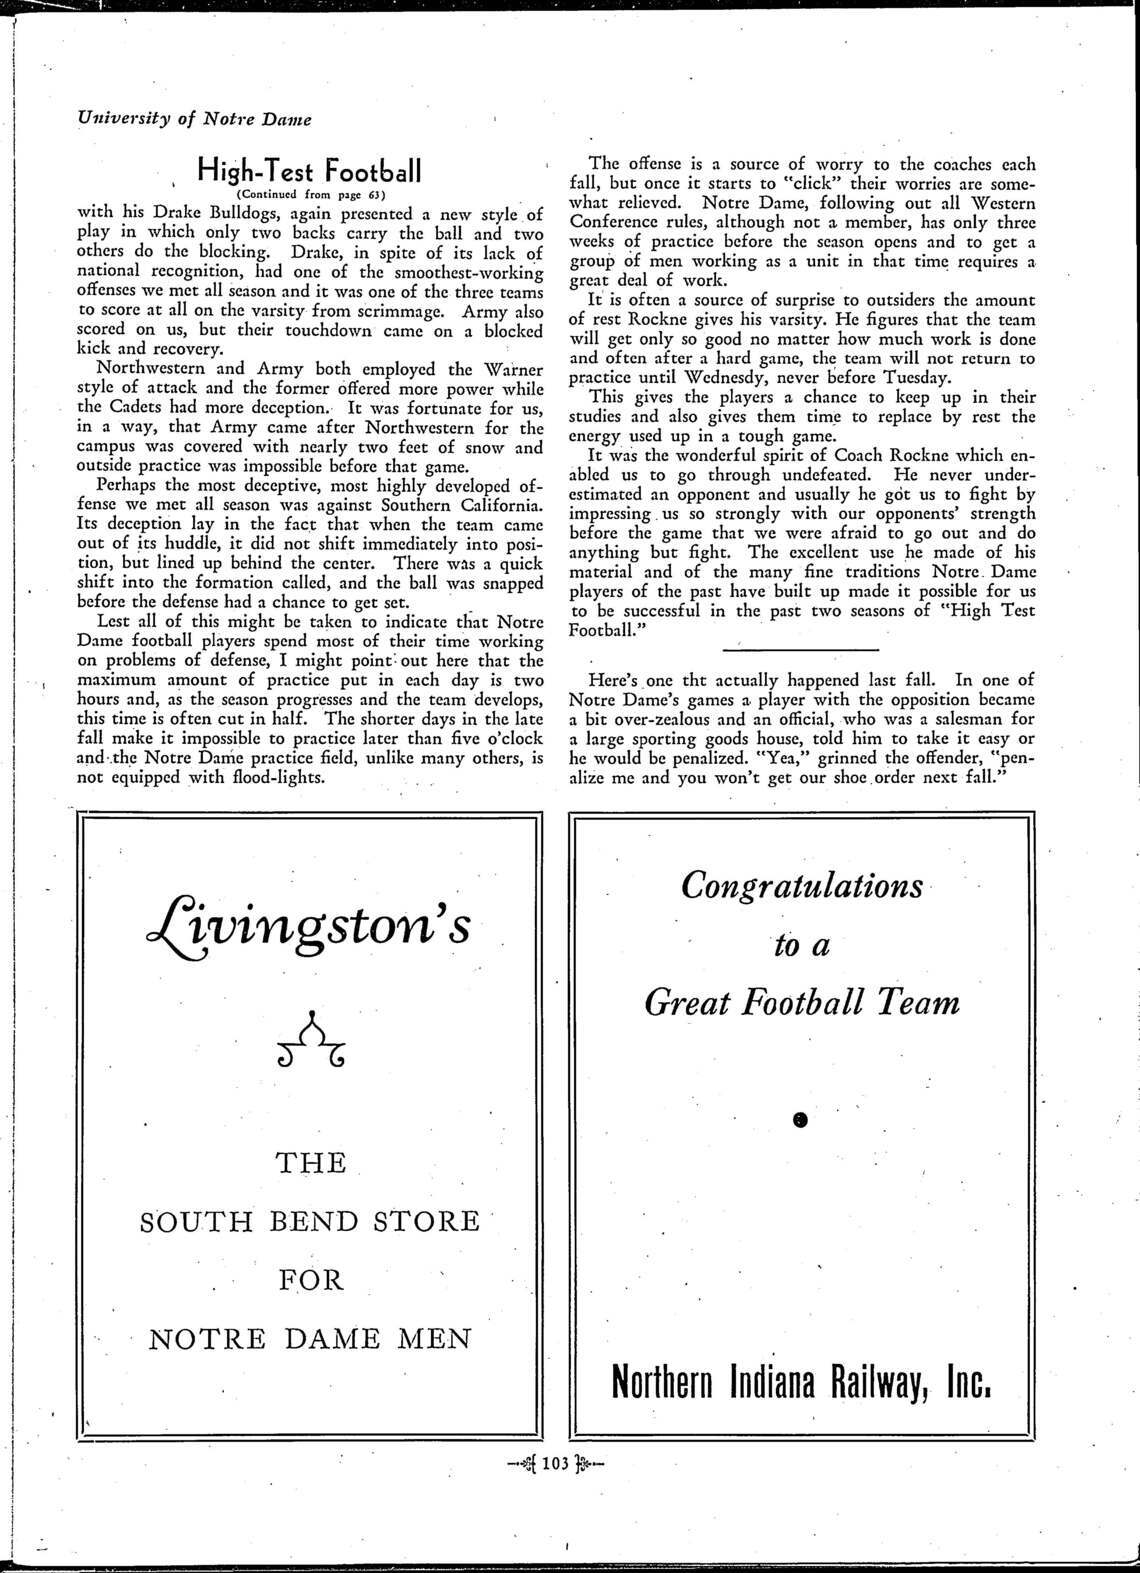 University of Notre Dame
High-Test Football
(Continued from page 63)
with his Drake Bulldogs, again presented a new style of
play in which only two backs carry the ball and two
others do the blocking. Drake, in spite of its lack of
national recognition, had one of the smoothest-working
offenses we met all season and it was one of the three teams
to score at all on the varsity from scrimmage. Army also
scored on us, but their touchdown came on a blocked
kick and recovery.
Northwestern and Army both employed the Warner
style of attack and the former offered more power while
the Cadets had more deception. It was fortunate for us,
in a way, that Army came after Northwestern for the
campus was covered with nearly two feet of snow and
outside practice was impossible before that game.
Perhaps the most deceptive, most highly developed of-
fense we met all season was against Southern California.
Its deception lay in the fact that when the team came
out of its huddle, it did not shift immediately into posi-
tion, but lined up behind the center. There was a quick
shift into the formation called, and the ball was snapped
before the defense had a chance to get set.
Lest all of this might be taken to indicate that Notre
Dame football players spend most of their time working
on problems of defense, I might point out here that the
maximum amount of practice put in each day is two
hours and, as the season progresses and the team develops,
this time is often cut in half. The shorter days in the late
fall make it impossible to practice later than five o'clock
and the Notre Dame practice field, unlike many others, is
not equipped with flood-lights.
The offense is a source of worry to the coaches each
fall, but once it starts to "click" their worries are some-
what relieved. Notre Dame, following out all Western
Conference rules, although not a member, has only three
weeks of practice before the season opens and to get a
group of men working as a unit in that time requires a
great deal of work.
It is often a source of surprise to outsiders the amount
of rest Rockne gives his varsity. He figures that the team
will get only so good no matter how much work is done
and often after a hard game, the team will not return to
practice until Wednesdy, never before Tuesday.
This gives the players a chance to keep up in their
studies and also gives them time to replace by rest the
energy used up in a tough game.
It was the wonderful spirit of Coach Rockne which en-
abled us to go through undefeated. He never under-
estimated an opponent and usually he got us to fight by
impressing us so strongly with our opponents' strength
before the game that we were afraid to go out and do
anything but fight. The excellent use he made of his
material and of the many fine traditions Notre Dame
players of the past have built up made it possible for us
to be successful in the past two seasons of "High Test
Football."
Here's one tht actually happened last fall. In one of
Notre Dame's games a player with the opposition became
a bit over-zealous and an official, who was a salesman for
a large sporting goods house, told him to take it easy or
he would be penalized. "Yea," grinned the offender, "pen-
alize me and you won't get our shoe order next fall."
Livingston's
THE
SOUTH BEND STORE
FOR
NOTRE DAME MEN
Congratulations
to a
Great Football Team
Northern Indiana Railway, Inc.
103